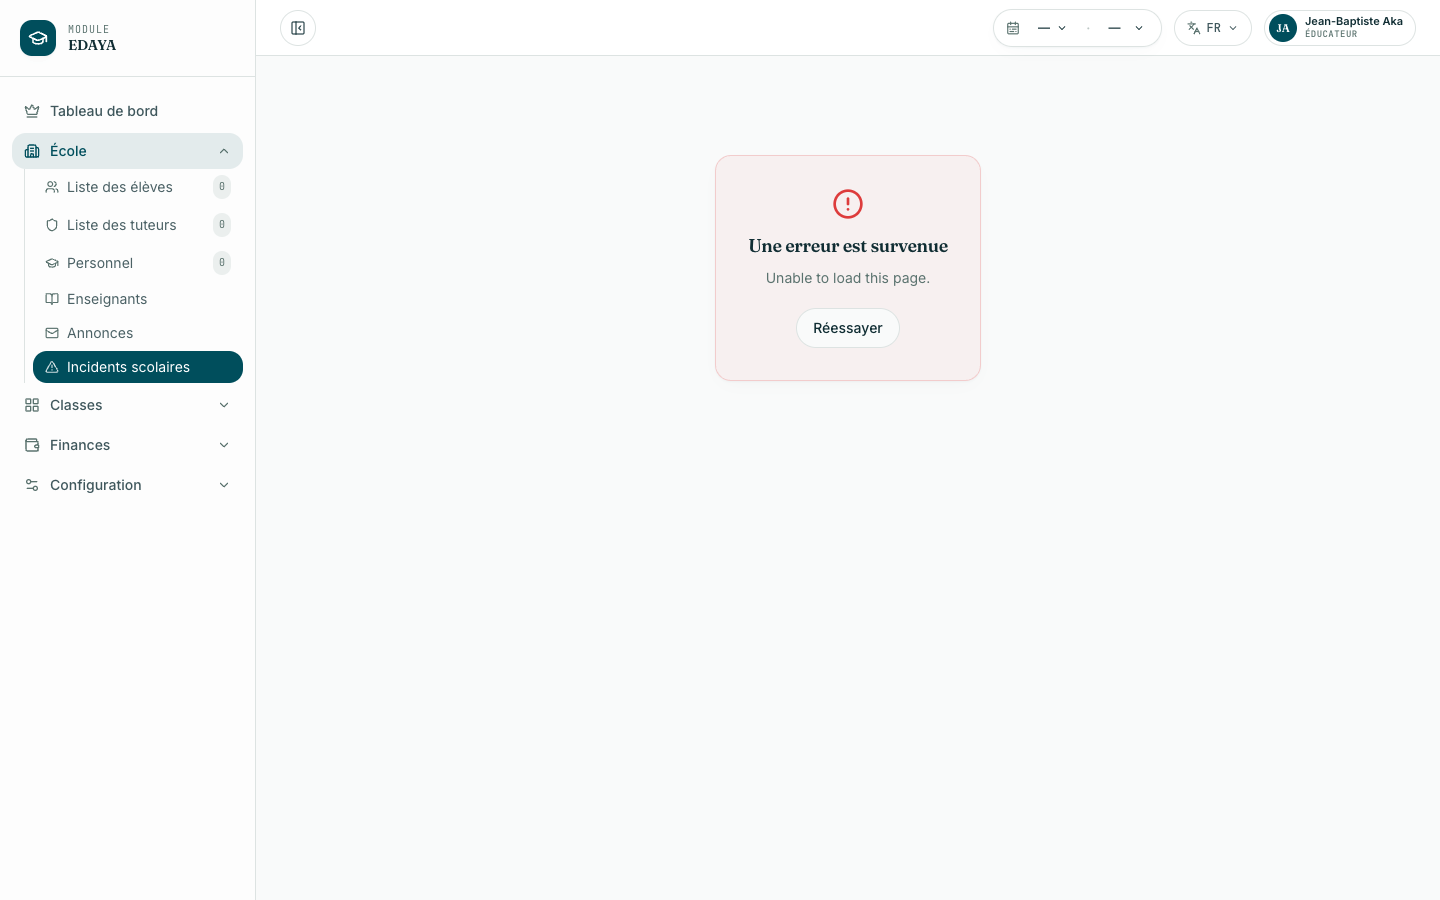 MODULE
EDAYA
Tableau de bord
École
Liste des élèves 0
Liste des tuteurs 0
Personnel 0
Enseignants
Annonces
Incidents scolaires
Classes
Finances
Configuration
— · —
FR
JA
Jean-Baptiste Aka
ÉDUCATEUR
Une erreur est survenue
Unable to load this page.
Réessayer